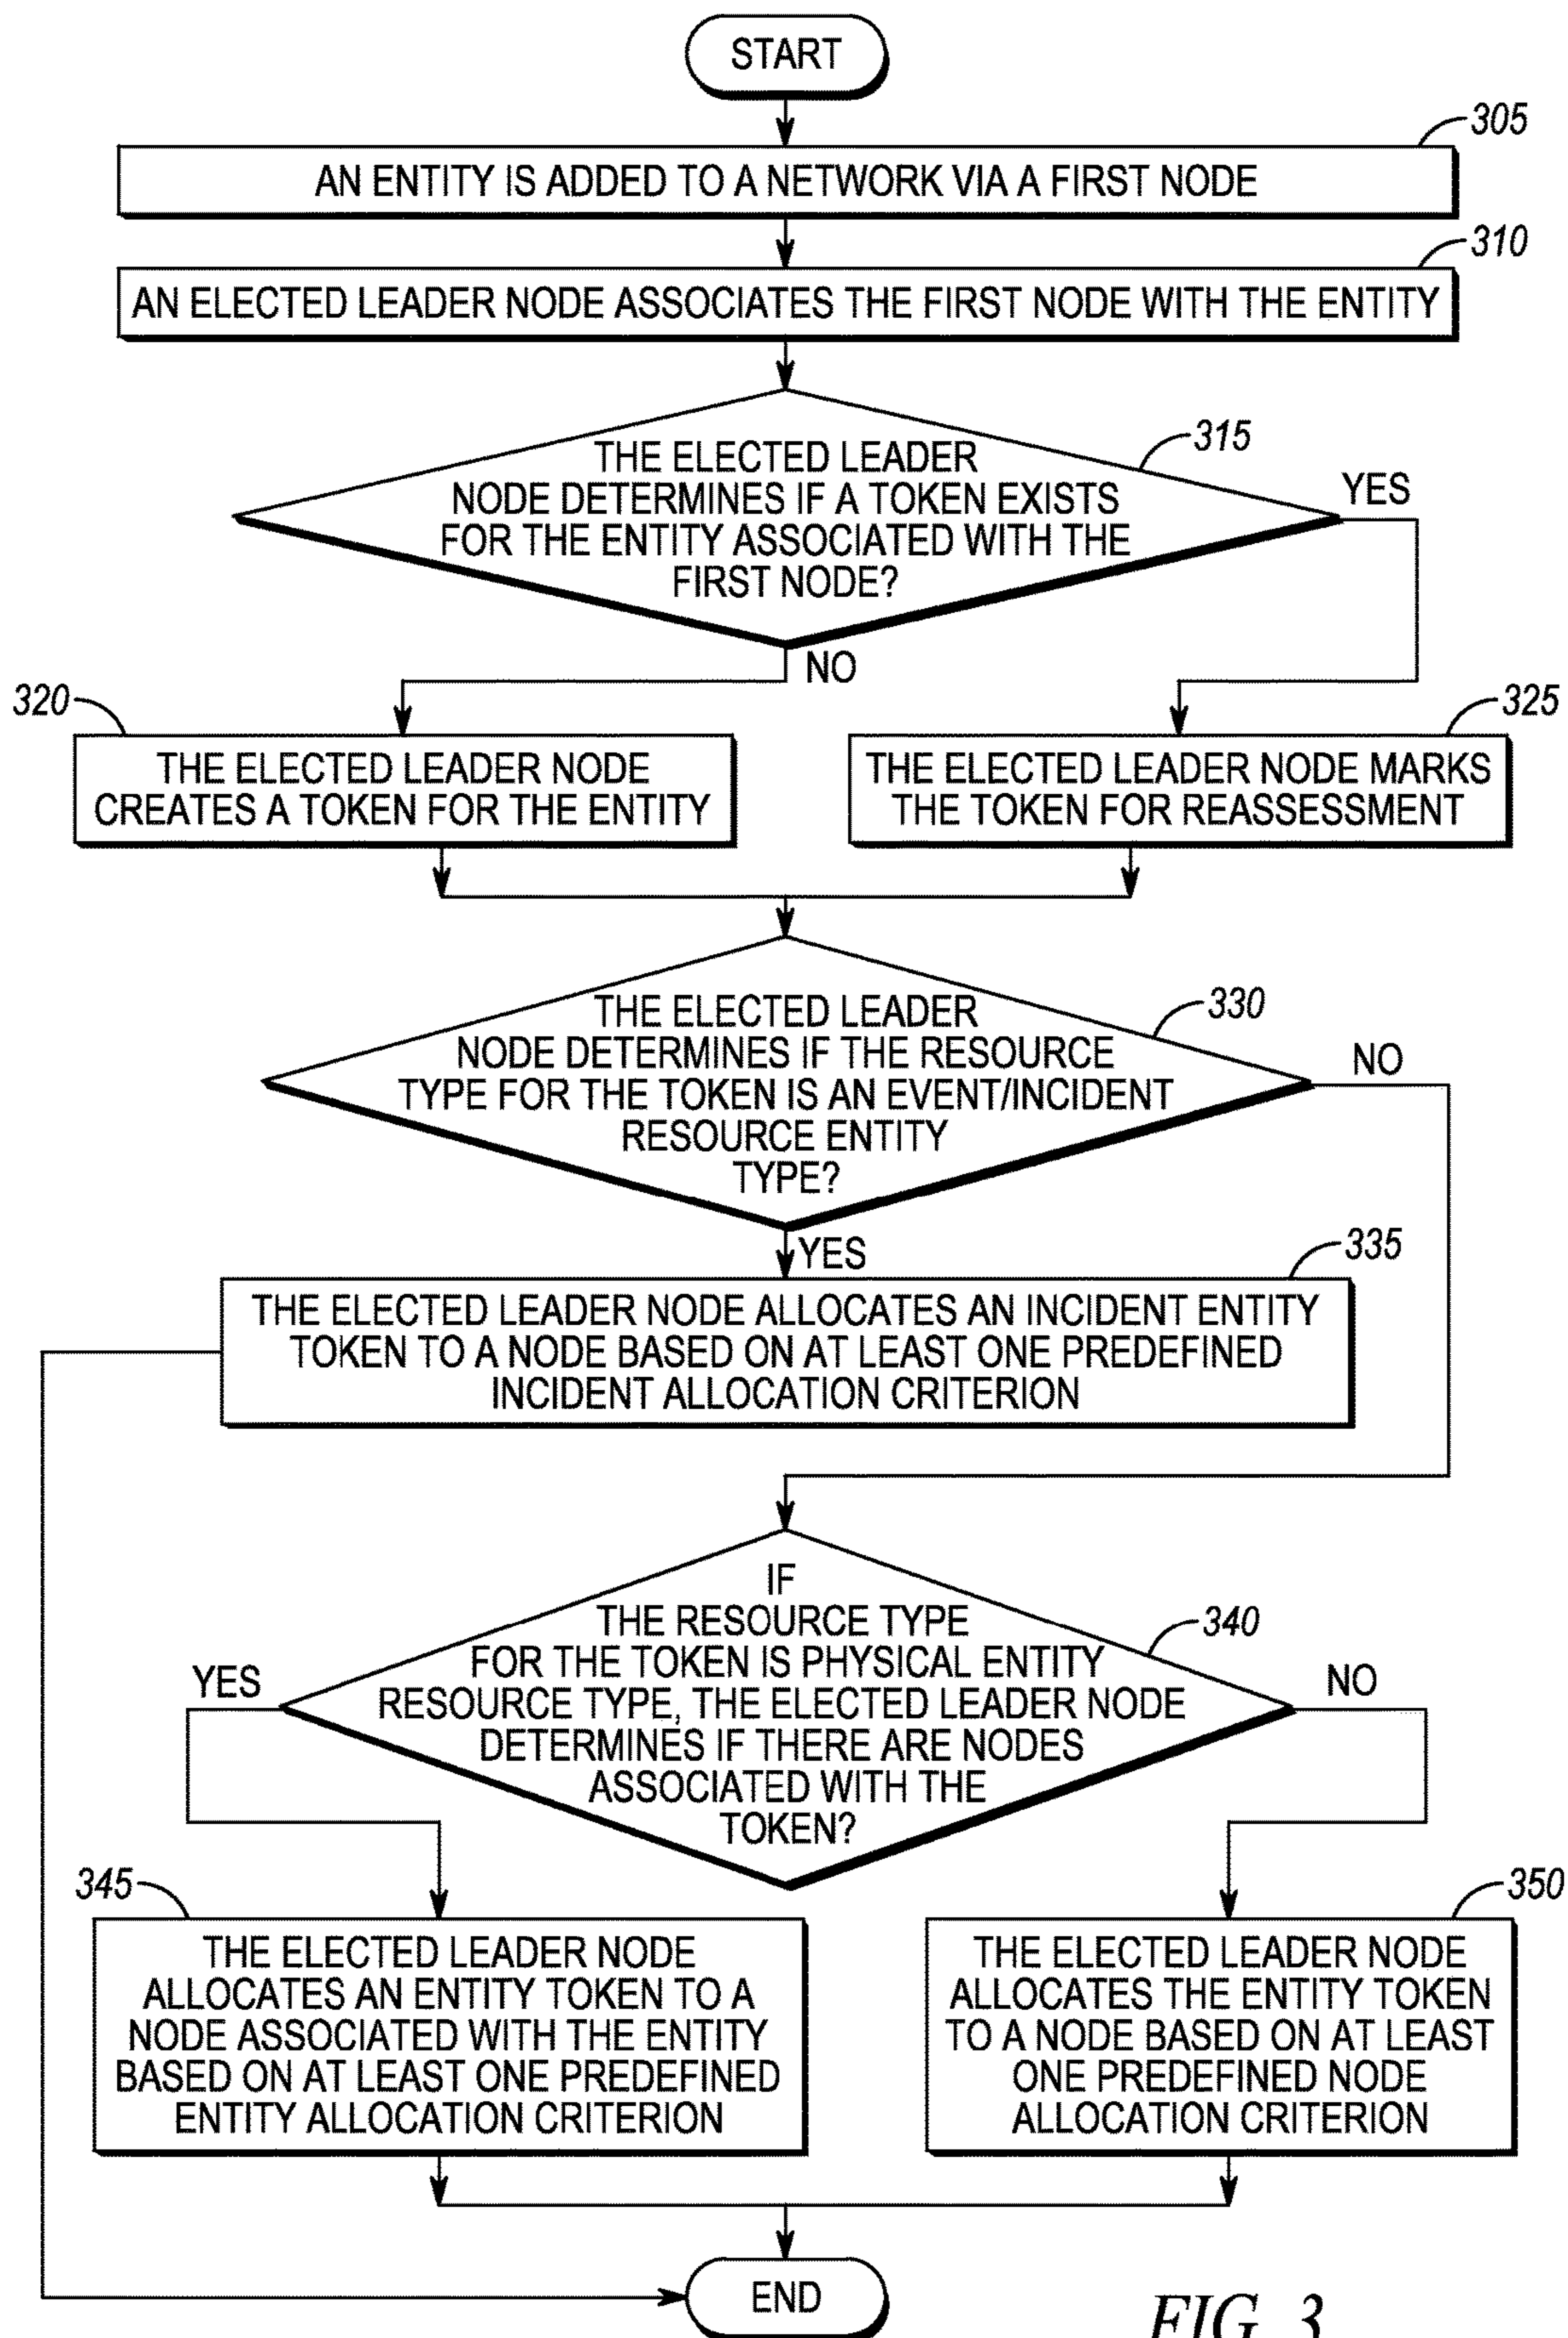 START
305
AN ENTITY IS ADDED TO A NETWORK VIA A FIRST NODE
310
AN ELECTED LEADER NODE ASSOCIATES THE FIRST NODE WITH THE ENTITY
315
THE ELECTED LEADER
NODE DETERMINES IF A TOKEN EXISTS
FOR THE ENTITY ASSOCIATED WITH THE
FIRST NODE?
YES
NO
320
THE ELECTED LEADER NODE
CREATES A TOKEN FOR THE ENTITY
325
THE ELECTED LEADER NODE MARKS
THE TOKEN FOR REASSESSMENT
330
THE ELECTED LEADER
NODE DETERMINES IF THE RESOURCE
TYPE FOR THE TOKEN IS AN EVENT/INCIDENT
RESOURCE ENTITY
TYPE?
NO
YES
335
THE ELECTED LEADER NODE ALLOCATES AN INCIDENT ENTITY
TOKEN TO A NODE BASED ON AT LEAST ONE PREDEFINED
INCIDENT ALLOCATION CRITERION
340
IF
THE RESOURCE TYPE
FOR THE TOKEN IS PHYSICAL ENTITY
RESOURCE TYPE, THE ELECTED LEADER NODE
DETERMINES IF THERE ARE NODES
ASSOCIATED WITH THE
TOKEN?
YES
NO
345
THE ELECTED LEADER NODE
ALLOCATES AN ENTITY TOKEN TO A
NODE ASSOCIATED WITH THE ENTITY
BASED ON AT LEAST ONE PREDEFINED
ENTITY ALLOCATION CRITERION
350
THE ELECTED LEADER NODE
ALLOCATES THE ENTITY TOKEN
TO A NODE BASED ON AT LEAST
ONE PREDEFINED NODE
ALLOCATION CRITERION
END
FIG. 3